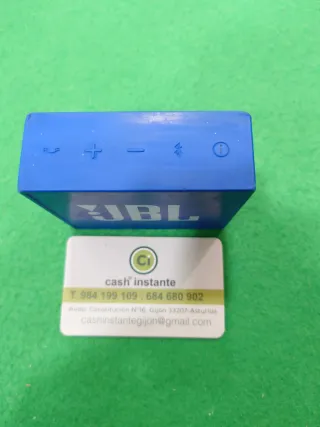 JBL
Ci
cash instante
T. 984 199 109 . 684 680 902
cashinstantegijon@gmail.com